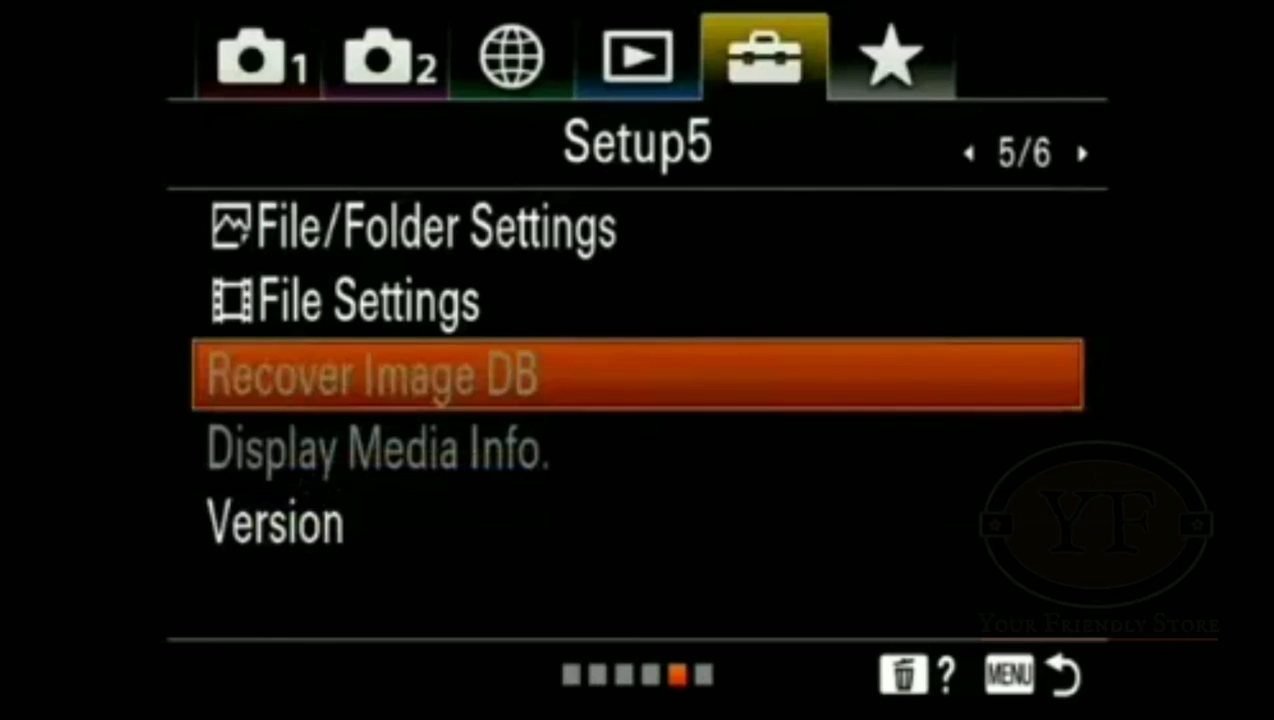 1 2
Setup5
5/6
File/Folder Settings
File Settings
Recover Image DB
Display Media Info.
Version
? MENU
YF
YOUR FRIENDLY STORE